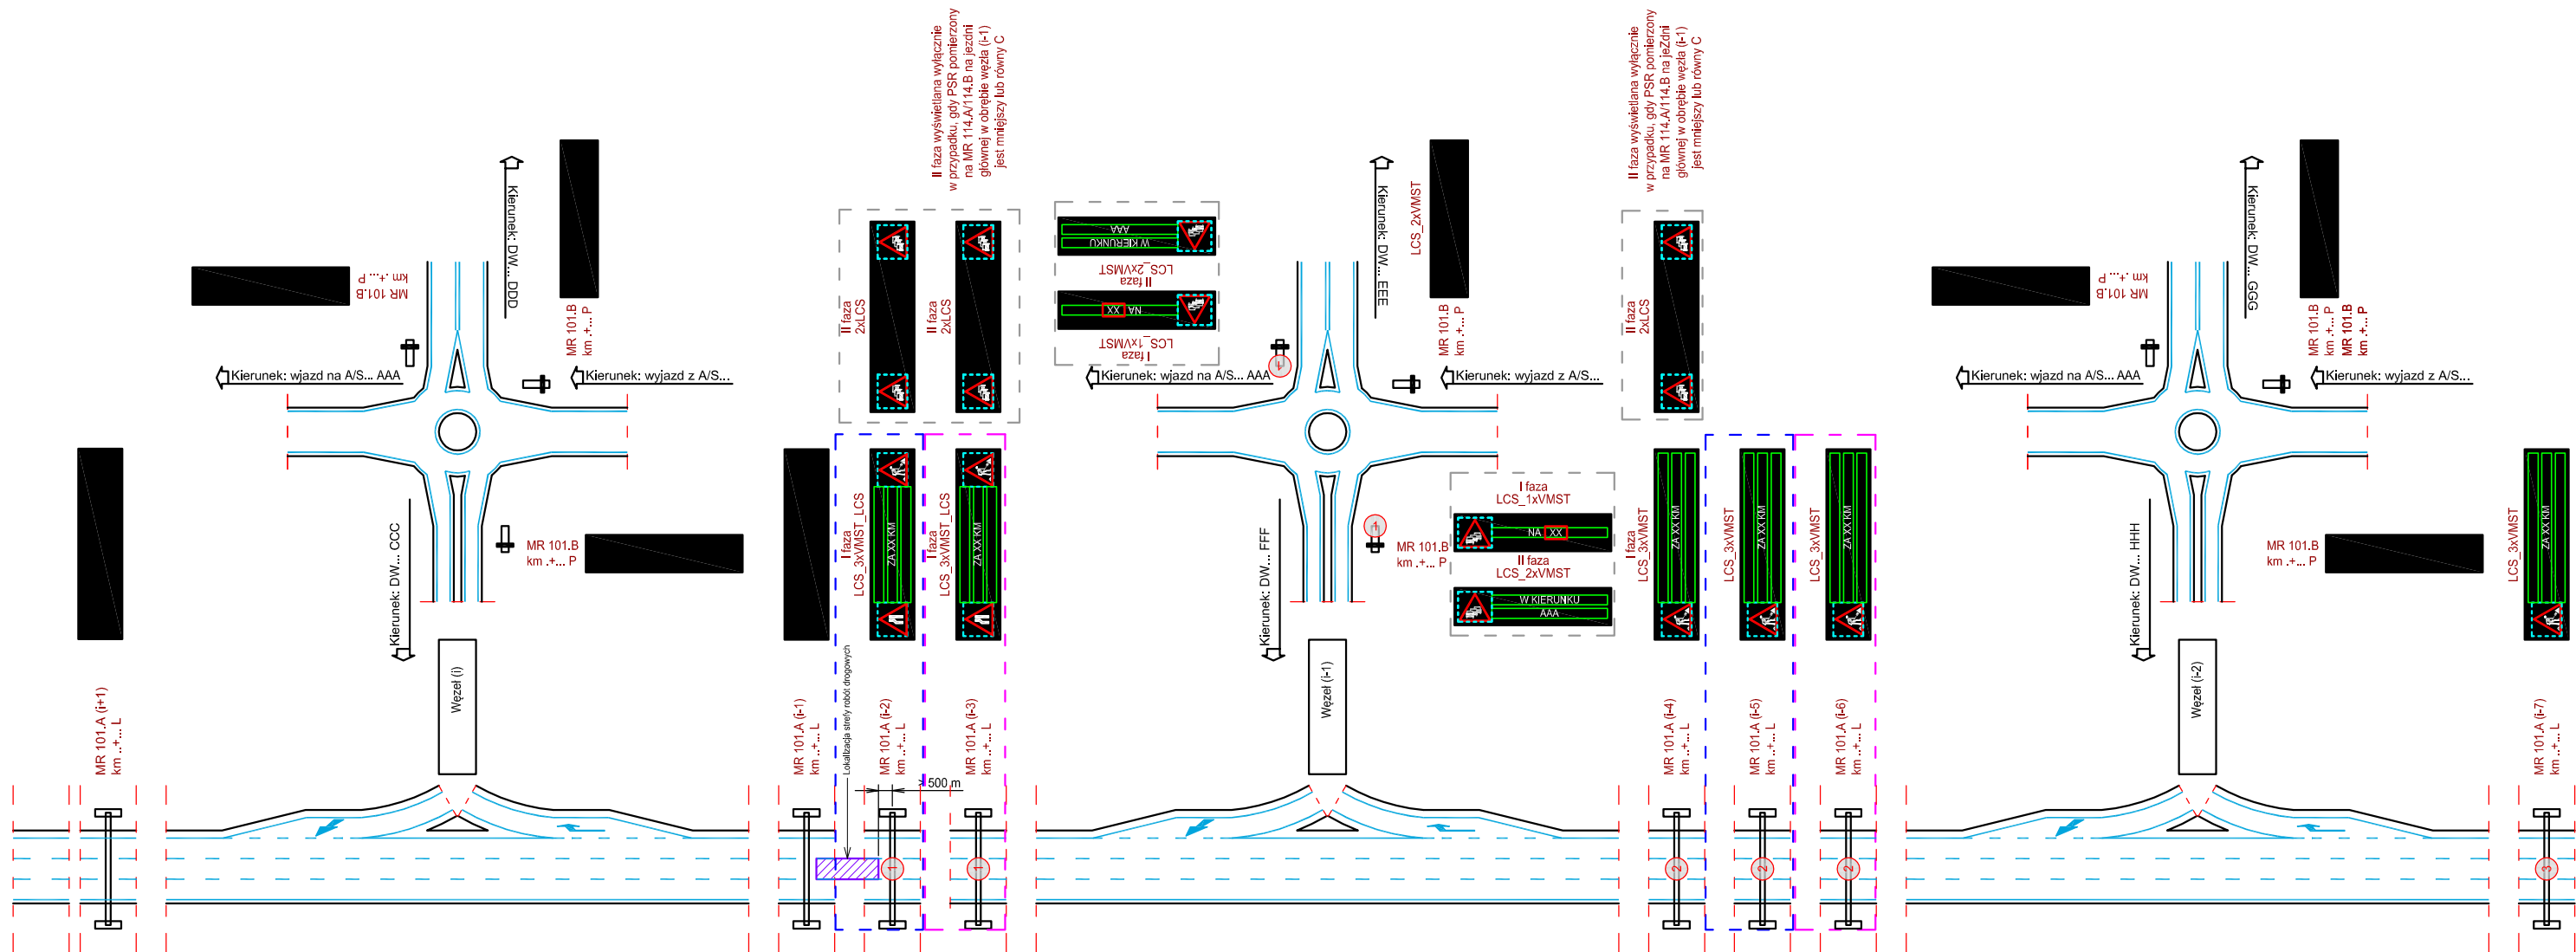 II faza wyświetlana wyłącznie
w przypadku, gdy PSR pomierzony
na MR 114.A/114.B na jezdni
głównej w obrębie węzła (i-1)
jest mniejszy lub równy C
II faza wyświetlana wyłącznie
w przypadku, gdy PSR pomierzony
na MR 114.A/114.B na jeZdni
głównej w obrębie węzła (i-1)
jest mniejszy lub równy C
MR 101.B
km .+... P
Kierunek: DW... DDD
MR 101.B
km .+... P
Kierunek: wjazd na A/S... AAA
Kierunek: wyjazd z A/S...
Kierunek: DW... CCC
MR 101.B
km .+... P
Węzeł (i)
MR 101.A (i+1)
km ..+... L
II faza
2xLCS
II faza
2xLCS
I faza
LCS_3xVMST_LCS
ZA XX KM
I faza
LCS_3xVMST_LCS
ZA XX KM
Lokalizacja strefy robót drogowych
MR 101.A (i-1)
km ..+... L
MR 101.A (i-2)
km ..+... L
MR 101.A (i-3)
km ..+... L
> 500 m
1
1
W KIERUNKU
AAA
II faza
LCS_2xVMST
NA XX
I faza
LCS_1xVMST
1
Kierunek: wjazd na A/S... AAA
Kierunek: DW... EEE
LCS_2xVMST
MR 101.B
km .+... P
Kierunek: wyjazd z A/S...
Kierunek: DW... FFF
1
MR 101.B
km .+... P
I faza
LCS_1xVMST
NA XX
II faza
LCS_2xVMST
W KIERUNKU
AAA
Węzeł (i-1)
II faza
2xLCS
I faza
LCS_3xVMST
LCS_3xVMST
ZA XX KM
LCS_3xVMST
ZA XX KM
MR 101.A (i-4)
km ..+... L
MR 101.A (i-5)
km ..+... L
MR 101.A (i-6)
km ..+... L
2
2
2
MR 101.B
km .+... P
Kierunek: DW... GGG
MR 101.B
km .+... P
MR 101.B
km .+... P
Kierunek: wjazd na A/S... AAA
Kierunek: wyjazd z A/S...
Kierunek: DW... HHH
MR 101.B
km .+... P
Węzeł (i-2)
LCS_3xVMST
ZA XX KM
MR 101.A (i-7)
km ..+... L
3